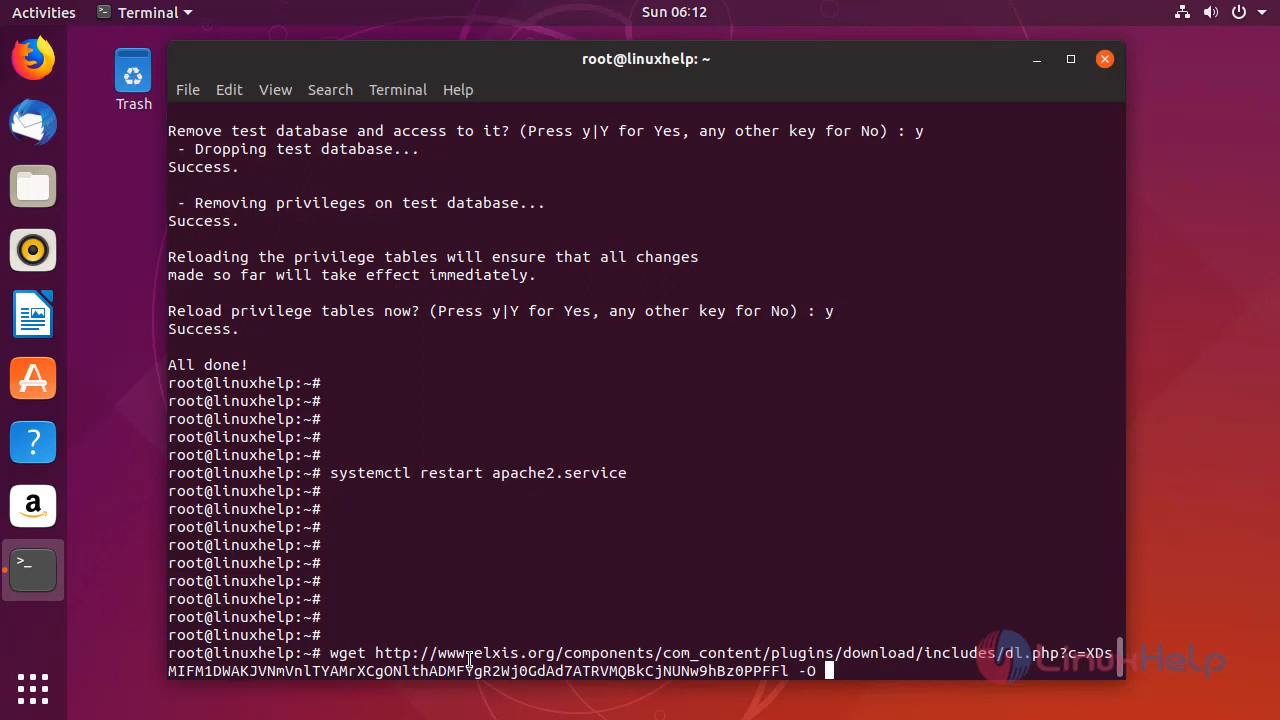 Activities Terminal Sun 06:12
Trash
root@linuxhelp: ~
File Edit View Search Terminal Help
Remove test database and access to it? (Press y|Y for Yes, any other key for No) : y
- Dropping test database...
Success.
- Removing privileges on test database...
Success.
Reloading the privilege tables will ensure that all changes
made so far will take effect immediately.
Reload privilege tables now? (Press y|Y for Yes, any other key for No) : y
Success.
All done!
root@linuxhelp:~#
root@linuxhelp:~#
root@linuxhelp:~#
root@linuxhelp:~#
root@linuxhelp:~#
root@linuxhelp:~# systemctl restart apache2.service
root@linuxhelp:~#
root@linuxhelp:~#
root@linuxhelp:~#
root@linuxhelp:~#
root@linuxhelp:~#
root@linuxhelp:~#
root@linuxhelp:~#
root@linuxhelp:~#
root@linuxhelp:~#
root@linuxhelp:~# wget http://www.elxis.org/components/com_content/plugins/download/includes/dl.php?c=XDs
MIFM1DWAKJVNmVnlTYAMrXCgONlthADMFYgR2Wj0GdAd7ATRVMQBkCjNUNw9hBz0PPFFl -O
LinuxHelp